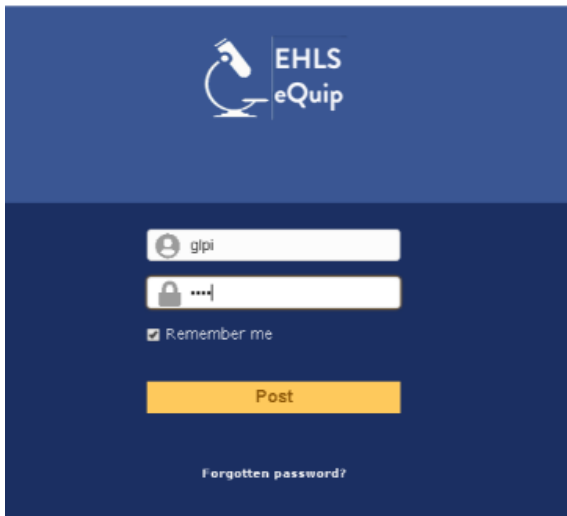 EHLS
eQuip
glpi
••••
Remember me
Post
Forgotten password?